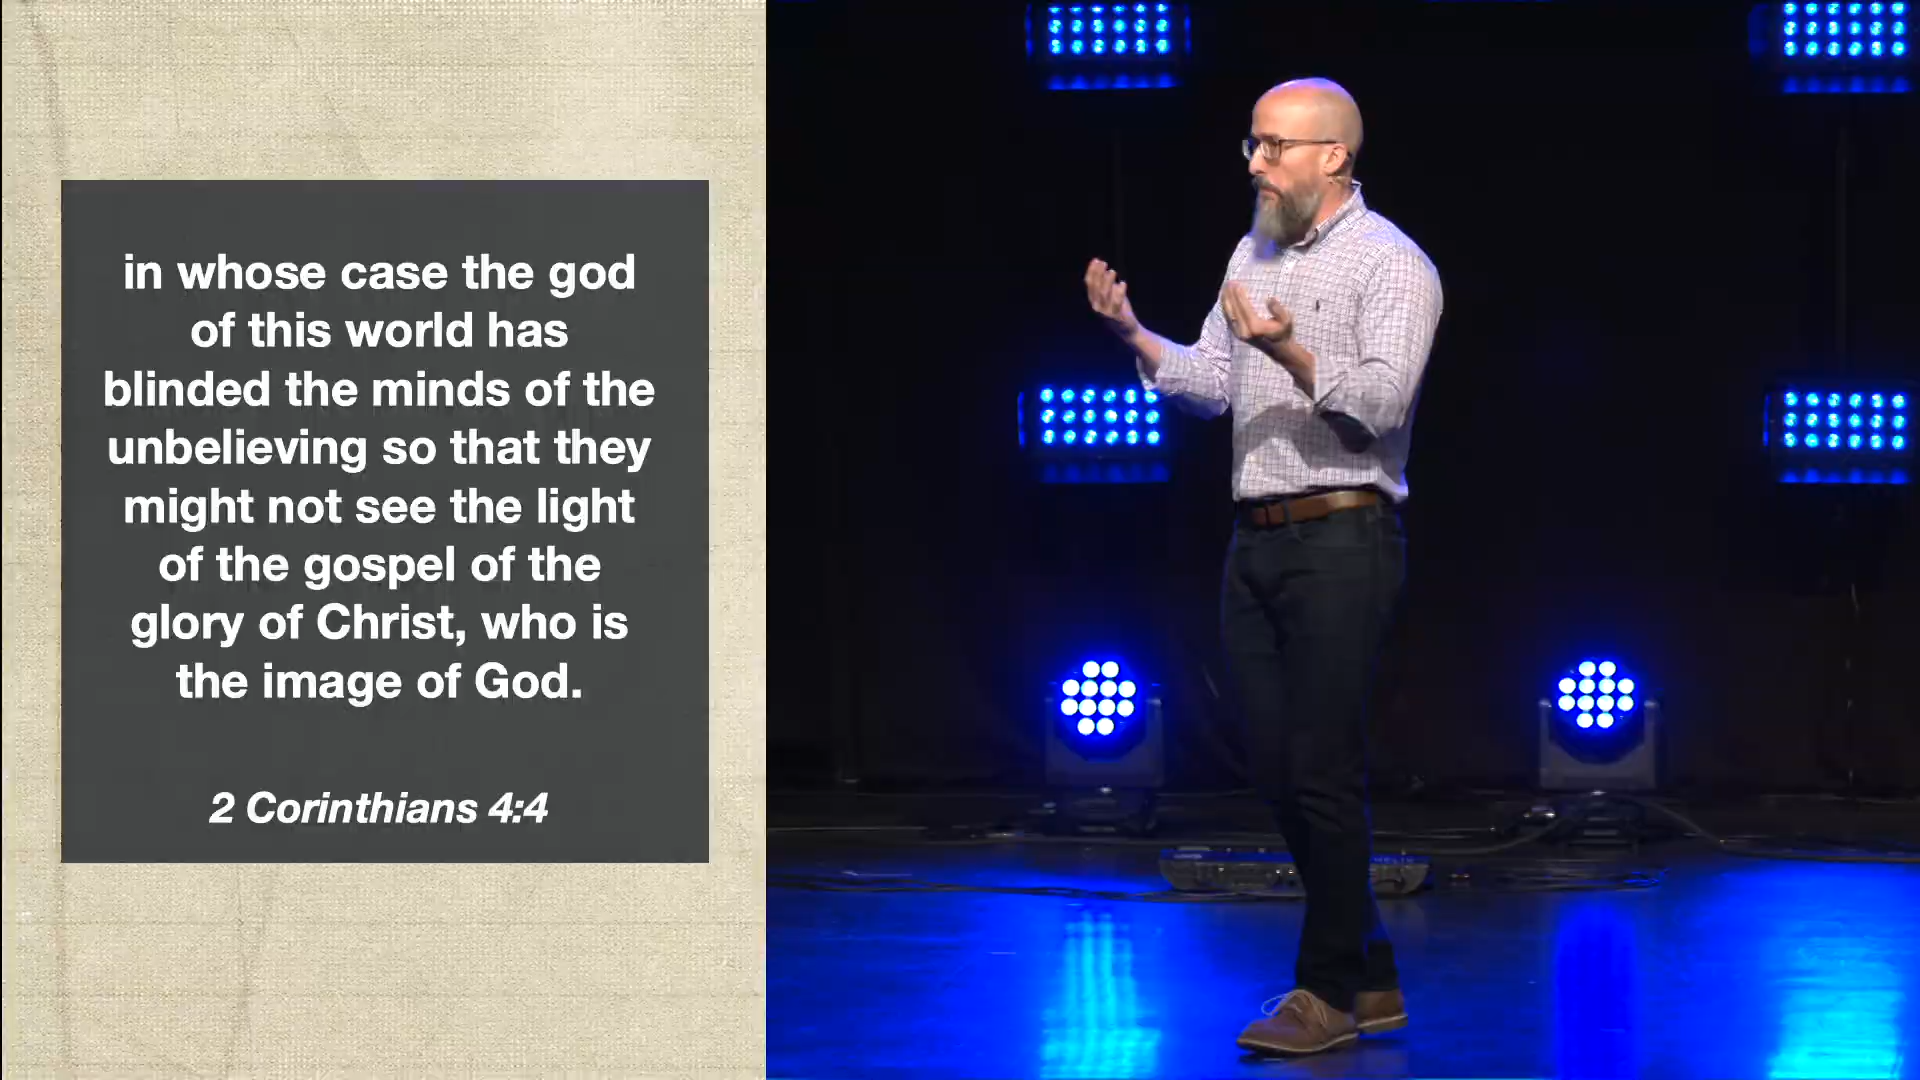 in whose case the god
of this world has
blinded the minds of the
unbelieving so that they
might not see the light
of the gospel of the
glory of Christ, who is
the image of God.
2 Corinthians 4:4